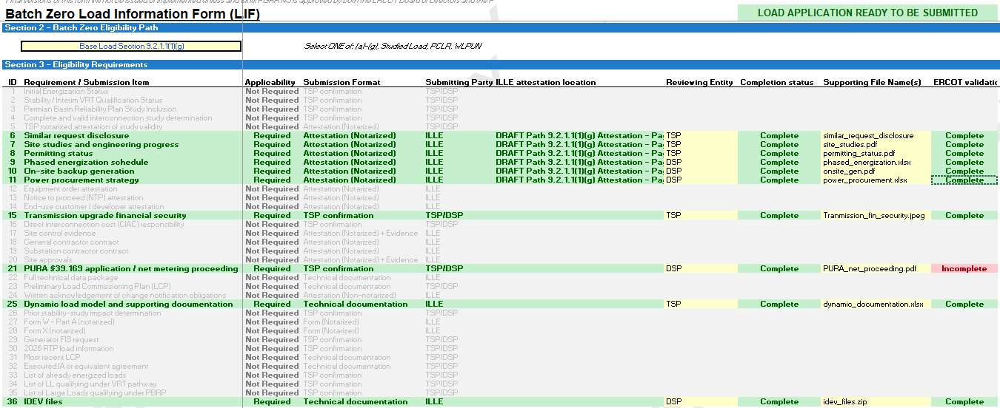 Final versions of this form will not be issued or implemented unless and until PGRR145 is approved by both the ERCOT Board of Directors and the P
Batch Zero Load Information Form (LIF) LOAD APPLICATION READY TO BE SUBMITTED
Section 2 - Batch Zero Eligibility Path
Base Load Section 9.2.1.1(1)(g) Select ONE of: (a)-(g), Studied Load, PCLR, WLPUN
Section 3 - Eligibility Requirements
ID Requirement / Submission Item Applicability Submission Format Submitting Party ILLE attestation location Reviewing Entity Completion status Supporting File Name(s) ERCOT validatic
1 Initial Energization Status Not Required TSP confirmation TSP/DSP
2 Stability / Interim VRT Qualification Status Not Required TSP confirmation TSP/DSP
3 Permian Basin Reliability Plan Study Inclusion Not Required TSP confirmation TSP/DSP
4 Complete and valid interconnection study determination Not Required TSP confirmation TSP/DSP
5 TSP notarized attestation of study validity Not Required Attestation (Notarized) TSP/DSP
6 Similar request disclosure Required Attestation (Notarized) ILLE DRAFT Path 9.2.1.1(1)(g) Attestation - Pa TSP Complete similar_request_disclosure Complete
7 Site studies and engineering progress Required Attestation (Notarized) ILLE DRAFT Path 9.2.1.1(1)(g) Attestation - Pa TSP Complete site_studies.pdf Complete
8 Permitting status Required Attestation (Notarized) ILLE DRAFT Path 9.2.1.1(1)(g) Attestation - Pa TSP Complete permitting_status.pdf Complete
9 Phased energization schedule Required Attestation (Notarized) ILLE DRAFT Path 9.2.1.1(1)(g) Attestation - Pa DSP Complete phased_energization.xlsx Complete
10 On-site backup generation Required Attestation (Notarized) ILLE DRAFT Path 9.2.1.1(1)(g) Attestation - Pa DSP Complete onsite_gen.pdf Complete
11 Power procurement strategy Required Attestation (Notarized) ILLE DRAFT Path 9.2.1.1(1)(g) Attestation - Pa DSP Complete power_procurement.xlsx Complete
12 Equipment order attestation Not Required Attestation (Notarized) ILLE
13 Notice to proceed (NTP) attestation Not Required Attestation (Notarized) ILLE
14 End-use customer / developer attestation Not Required Attestation (Notarized) ILLE
15 Transmission upgrade financial security Required TSP confirmation TSP/DSP TSP Complete Tranmission_fin_security.jpeg Complete
16 Direct interconnection cost (CIAC) responsibility Not Required TSP confirmation TSP/DSP
17 Site control evidence Not Required Attestation (Notarized) + Evidence ILLE
18 General contractor contract Not Required Attestation (Notarized) ILLE
19 Substation contractor contract Not Required Attestation (Notarized) ILLE
20 Site approvals Not Required Attestation (Notarized) + Evidence ILLE
21 PURA §39.169 application / net metering proceeding Required TSP confirmation TSP/DSP DSP Complete PURA_net_proceeding.pdf Incomplete
22 Full technical data package Not Required Technical documentation ILLE
23 Preliminary Load Commissioning Plan (LCP) Not Required Technical documentation TSP/DSP
24 Written acknowledgement of change notification obligations Not Required Attestation (Non-notarized) ILLE
25 Dynamic load model and supporting documentation Required Technical documentation ILLE TSP Complete dynamic_documentation.xlsx Complete
26 Prior stability-study impact determination Not Required TSP confirmation TSP/DSP
27 Form W - Part A (notarized) Not Required Form (Notarized) ILLE
28 Form X (notarized) Not Required Form (Notarized) ILLE
29 Generator FIS request Not Required TSP confirmation TSP/DSP
30 2026 RTP load information Not Required TSP confirmation TSP/DSP
31 Most recent LCP Not Required Technical documentation TSP/DSP
32 Executed IA or equivalent agreement Not Required Technical documentation TSP/DSP
33 List of already energized loads Not Required TSP confirmation TSP/DSP
34 List of LL qualifying under VRT pathway Not Required TSP confirmation TSP/DSP
35 List of Large Loads qualifying under PBRP Not Required TSP confirmation TSP/DSP
36 IDEV files Required Technical documentation ILLE DSP Complete idev_files.zip Complete